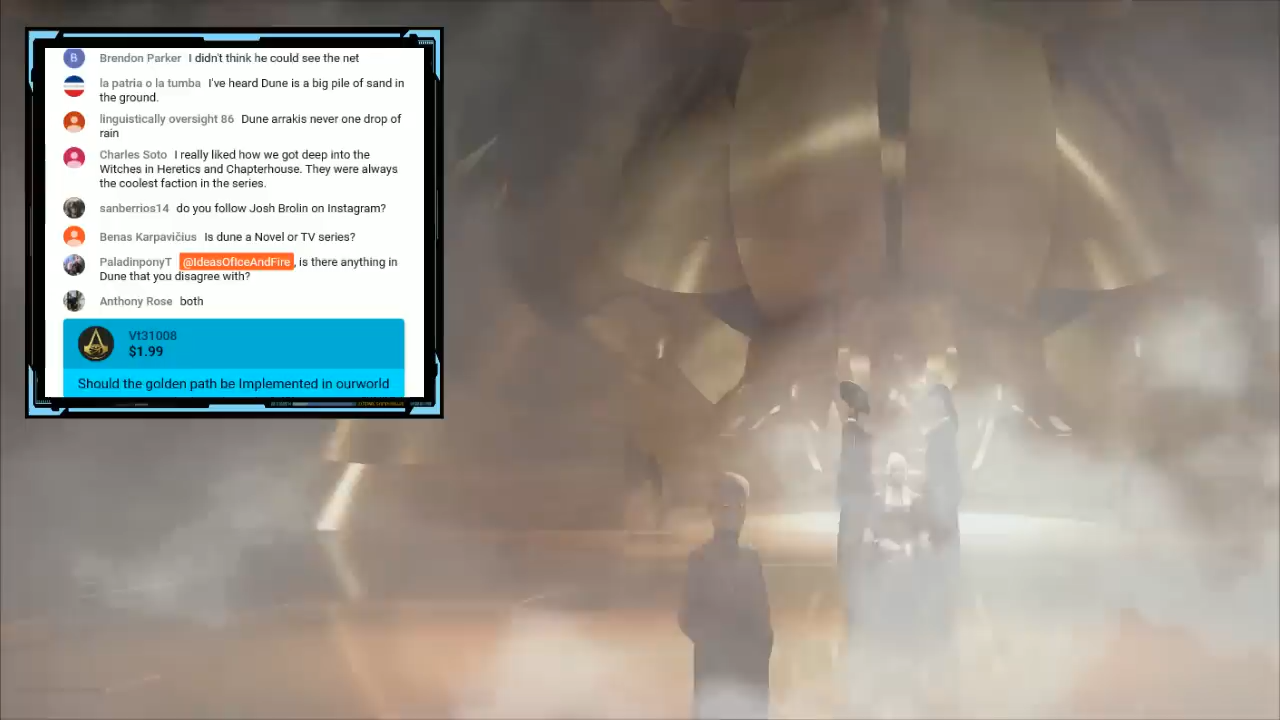 Brendon Parker I didn't think he could see the net
la patria o la tumba I've heard Dune is a big pile of sand in
the ground.
linguistically oversight 86 Dune arrakis never one drop of
rain
Charles Soto I really liked how we got deep into the
Witches in Heretics and Chapterhouse. They were always
the coolest faction in the series.
sanberrios14 do you follow Josh Brolin on Instagram?
Benas Karpavičius Is dune a Novel or TV series?
PaladinponyT @IdeasOfIceAndFire, is there anything in
Dune that you disagree with?
Anthony Rose both
Vt31008
$1.99
Should the golden path be Implemented in ourworld